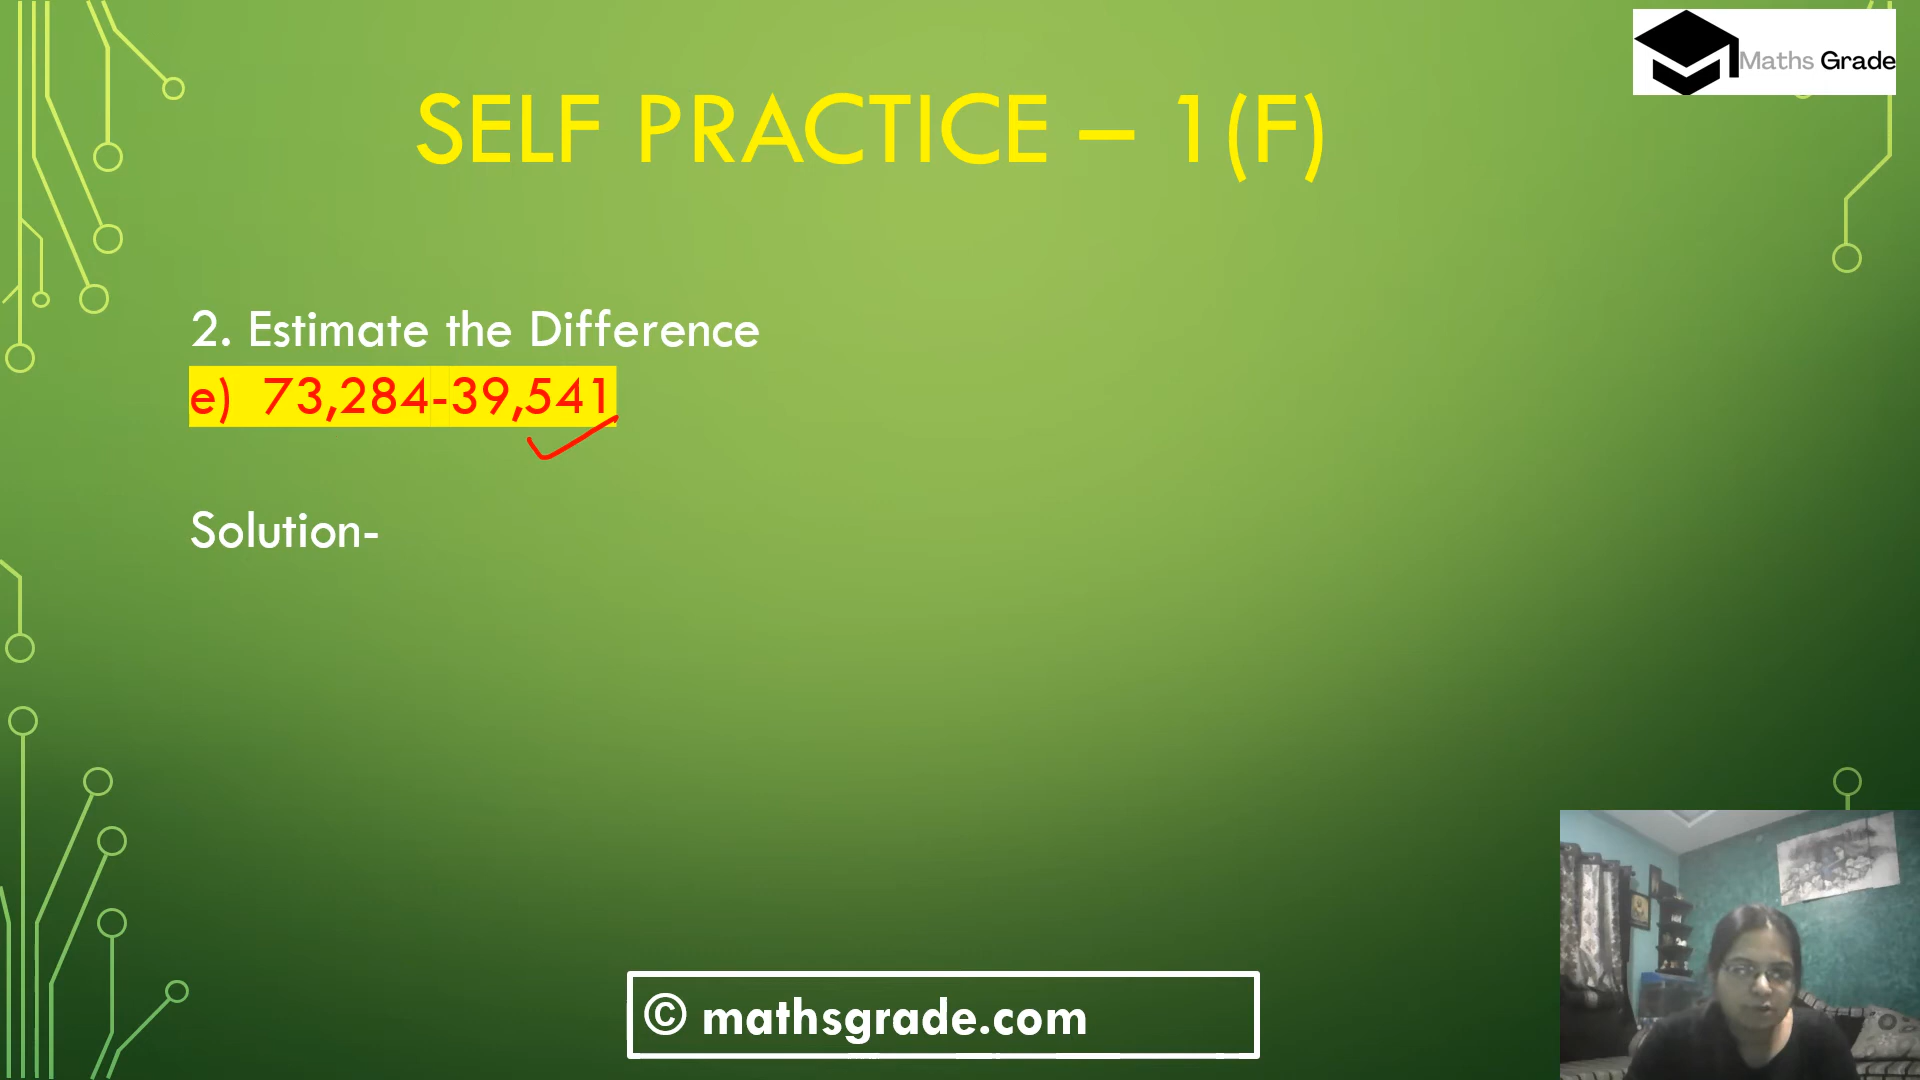 Maths Grade
SELF PRACTICE – 1(F)
2. Estimate the Difference
e) 73,284-39,541
Solution-
© mathsgrade.com